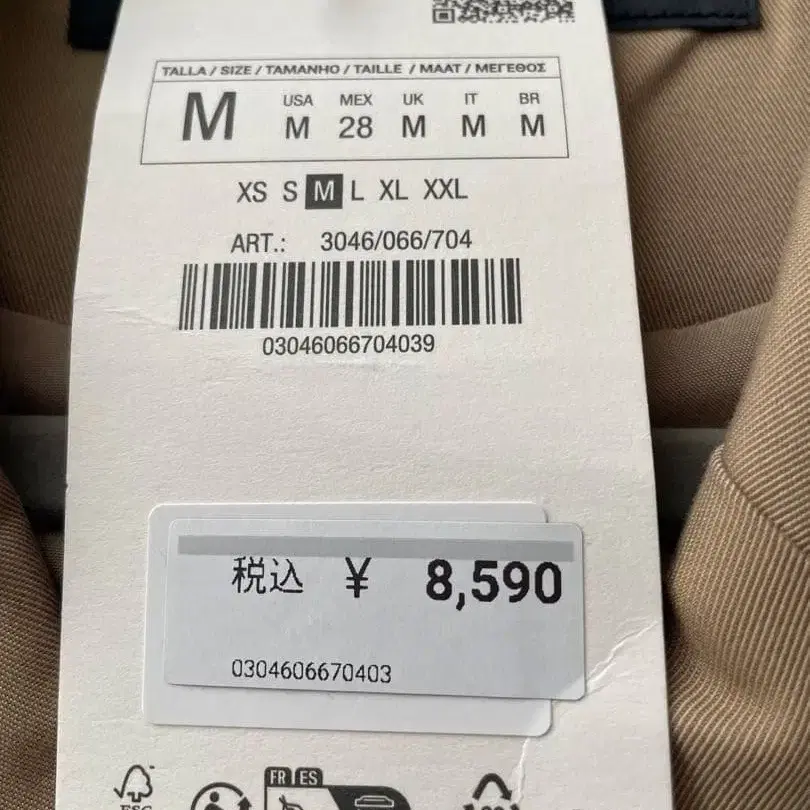 TALLA / SIZE / TAMANHO / TAILLE / MAAT / ΜΕΓΕΘΟΣ
M
USA MEX UK IT BR
M 28 M M M
XS S M L XL XXL
ART.: 3046/066/704
03046066704039
税込 ¥ 8,590
0304606670403
FR ES
FSC